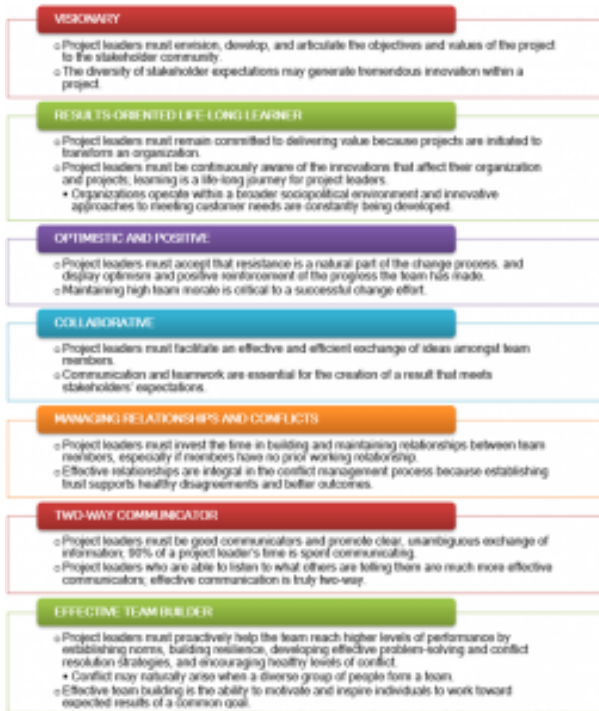 VISIONARY
Project leaders must envision, develop, and articulate the objectives and values of the project
to the stakeholder community.
The diversity of stakeholder expectations may generate tremendous innovation within a
project.
RESULTS-ORIENTED LIFE-LONG LEARNER
Project leaders must remain committed to delivering value because projects are initiated to
transform an organization.
Project leaders must be continuously aware of the innovations that affect their organization
and projects; learning is a life-long journey for project leaders.
• Organizations operate within a broader sociopolitical environment and innovative
approaches to meeting customer needs are constantly being developed.
OPTIMISTIC AND POSITIVE
Project leaders must accept that resistance is a natural part of the change process, and
display optimism and positive reinforcement of the progress the team has made.
Maintaining high team morale is critical to a successful change effort.
COLLABORATIVE
Project leaders must facilitate an effective and efficient exchange of ideas amongst team
members.
Communication and teamwork are essential for the creation of a result that meets
stakeholders' expectations.
MANAGING RELATIONSHIPS AND CONFLICTS
Project leaders must invest the time in building and maintaining relationships between team
members, especially if members have no prior working relationship.
Effective relationships are integral in the conflict management process because establishing
trust supports healthy disagreements and better outcomes.
TWO-WAY COMMUNICATOR
Project leaders must be good communicators and promote clear, unambiguous exchange of
information; 90% of a project leader's time is spent communicating.
Project leaders who are able to listen to what others are telling them are much more effective
communicators; effective communication is truly two-way.
EFFECTIVE TEAM BUILDER
Project leaders must proactively help the team reach higher levels of performance by
establishing norms, building resilience, developing effective problem-solving and conflict
resolution strategies, and encouraging healthy levels of conflict.
• Conflict may naturally arise when a diverse group of people form a team.
Effective team building is the ability to motivate and inspire individuals to work toward
expected results of a common goal.